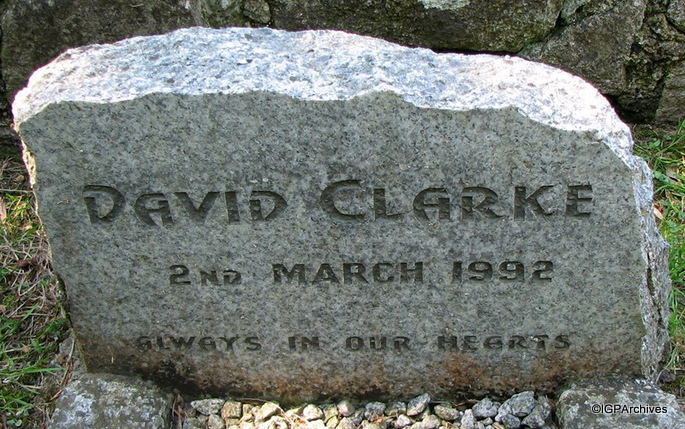 David Clarke
2nd March 1992
Always in our hearts
©IGPArchives